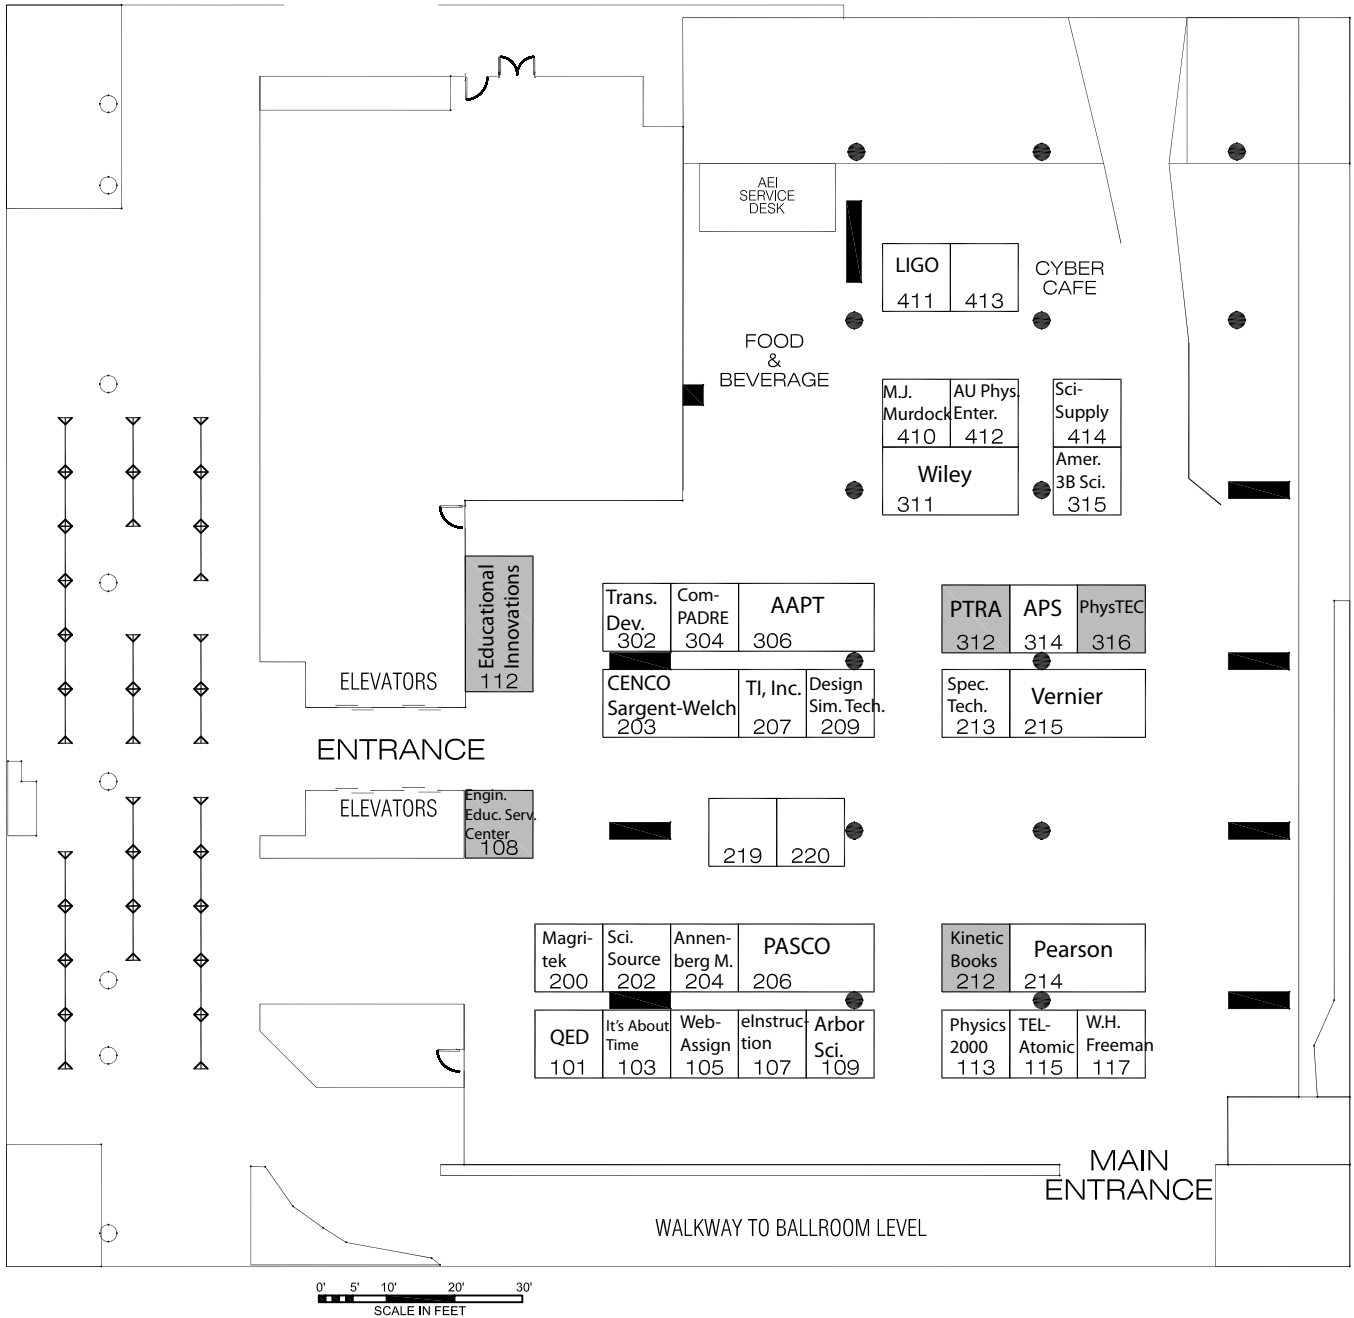 AEI
SERVICE
DESK
LIGO
411
413
CYBER
CAFE
FOOD
&
BEVERAGE
M.J.
Murdock
410
AU Phys.
Enter.
412
Sci-
Supply
414
Wiley
311
Amer.
3B Sci.
315
Educational
Innovations
112
Trans.
Dev.
302
Com-
PADRE
304
AAPT
306
PTRA
312
APS
314
PhysTEC
316
ELEVATORS
CENCO
Sargent-Welch
203
TI, Inc.
207
Design
Sim. Tech.
209
Spec.
Tech.
213
Vernier
215
ENTRANCE
ELEVATORS
Engin.
Educ. Serv.
Center
108
219
220
Magri-
tek
200
Sci.
Source
202
Annen-
berg M.
204
PASCO
206
Kinetic
Books
212
Pearson
214
QED
101
It's About
Time
103
Web-
Assign
105
eInstruc-
tion
107
Arbor
Sci.
109
Physics
2000
113
TEL-
Atomic
115
W.H.
Freeman
117
MAIN
ENTRANCE
WALKWAY TO BALLROOM LEVEL
0' 5' 10' 20' 30'
SCALE IN FEET